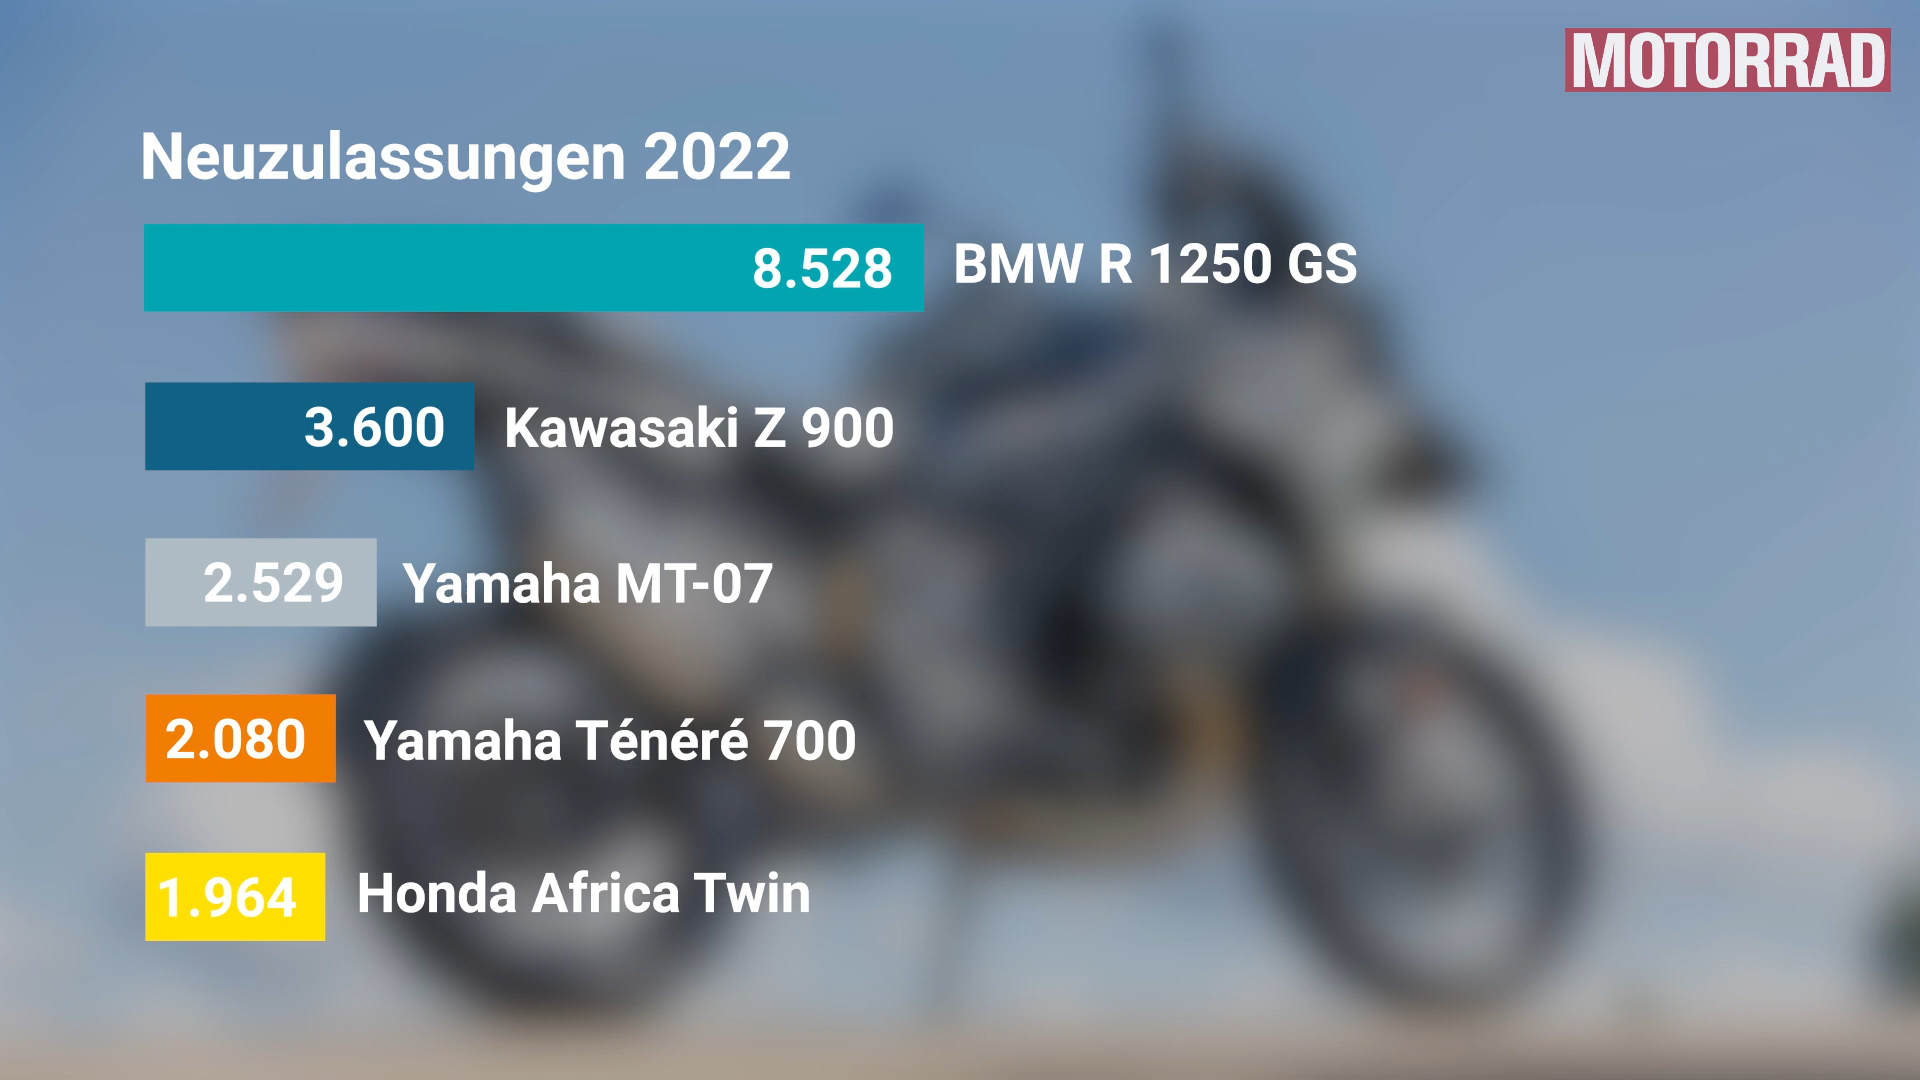 MOTORRAD
Neuzulassungen 2022
8.528 BMW R 1250 GS
3.600 Kawasaki Z 900
2.529 Yamaha MT-07
2.080 Yamaha Ténéré 700
1.964 Honda Africa Twin